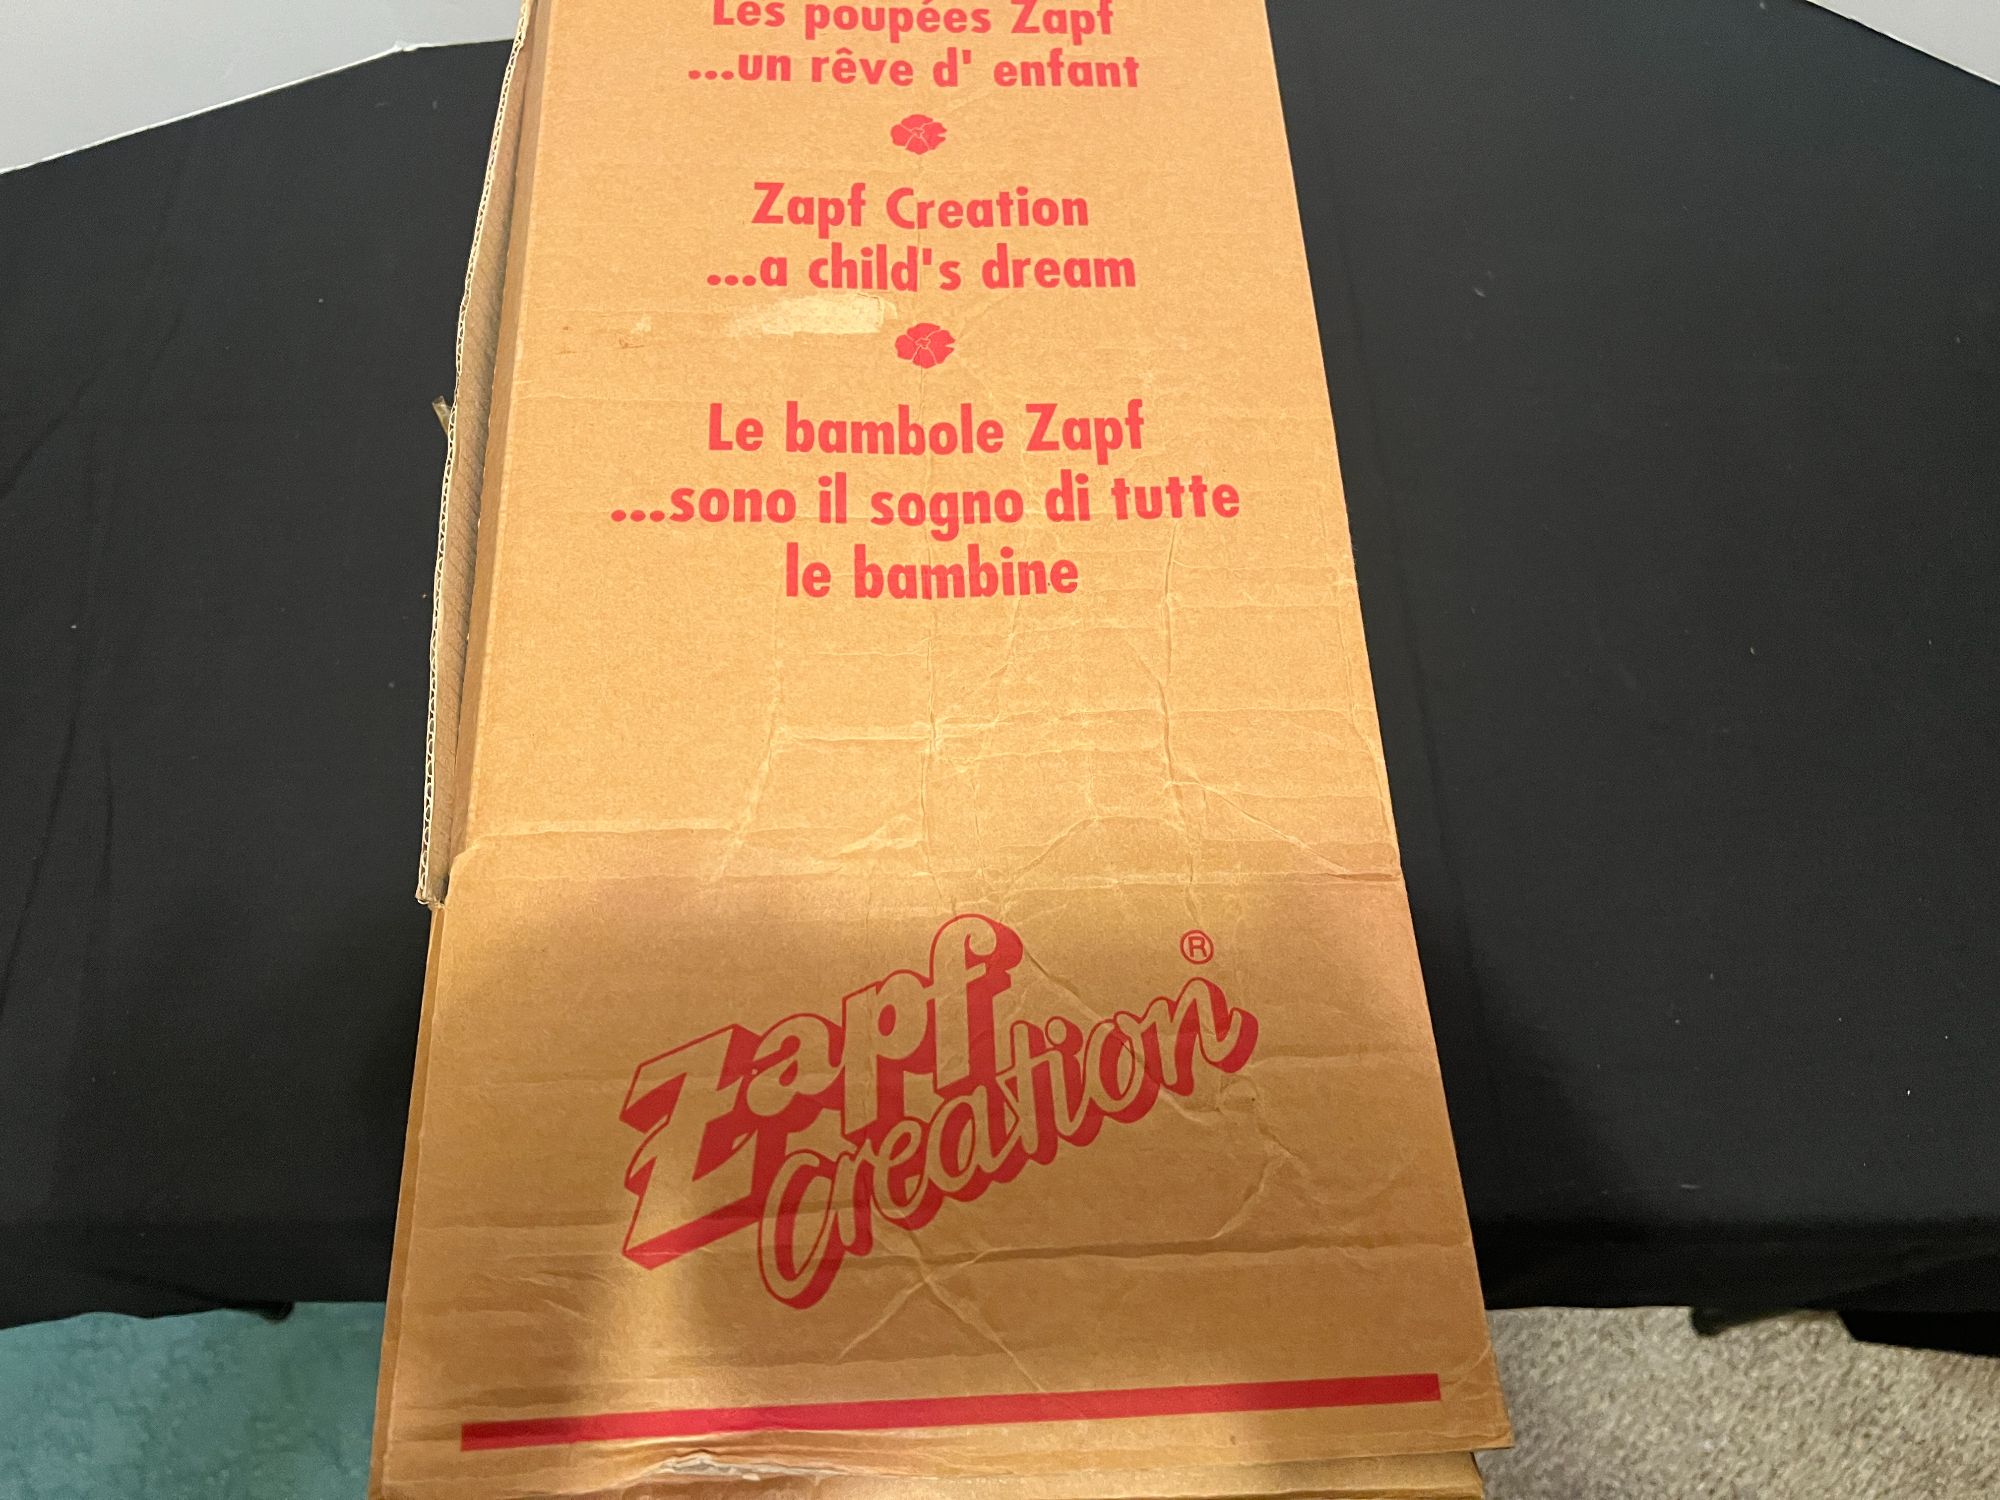 Les poupées Zapf
...un rêve d' enfant
Zapf Creation
...a child's dream
Le bambole Zapf
...sono il sogno di tutte
le bambine
Zapf
Creation ®